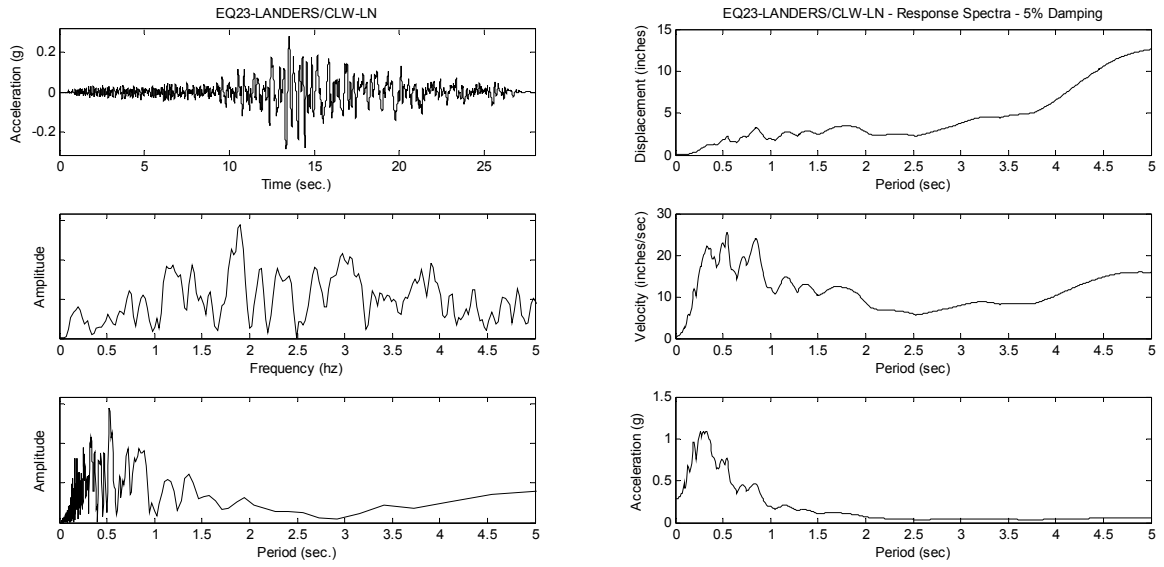 EQ23-LANDERS/CLW-LN
Acceleration (g)
0.2
0
-0.2
0 5 10 15 20 25
Time (sec.)
Amplitude
0 0.5 1 1.5 2 2.5 3 3.5 4 4.5 5
Frequency (hz)
Amplitude
0 0.5 1 1.5 2 2.5 3 3.5 4 4.5 5
Period (sec.)
EQ23-LANDERS/CLW-LN - Response Spectra - 5% Damping
Displacement (inches)
15
10
5
0
0 0.5 1 1.5 2 2.5 3 3.5 4 4.5 5
Period (sec)
Velocity (inches/sec)
30
20
10
0
0 0.5 1 1.5 2 2.5 3 3.5 4 4.5 5
Period (sec)
Acceleration (g)
1.5
1
0.5
0
0 0.5 1 1.5 2 2.5 3 3.5 4 4.5 5
Period (sec)